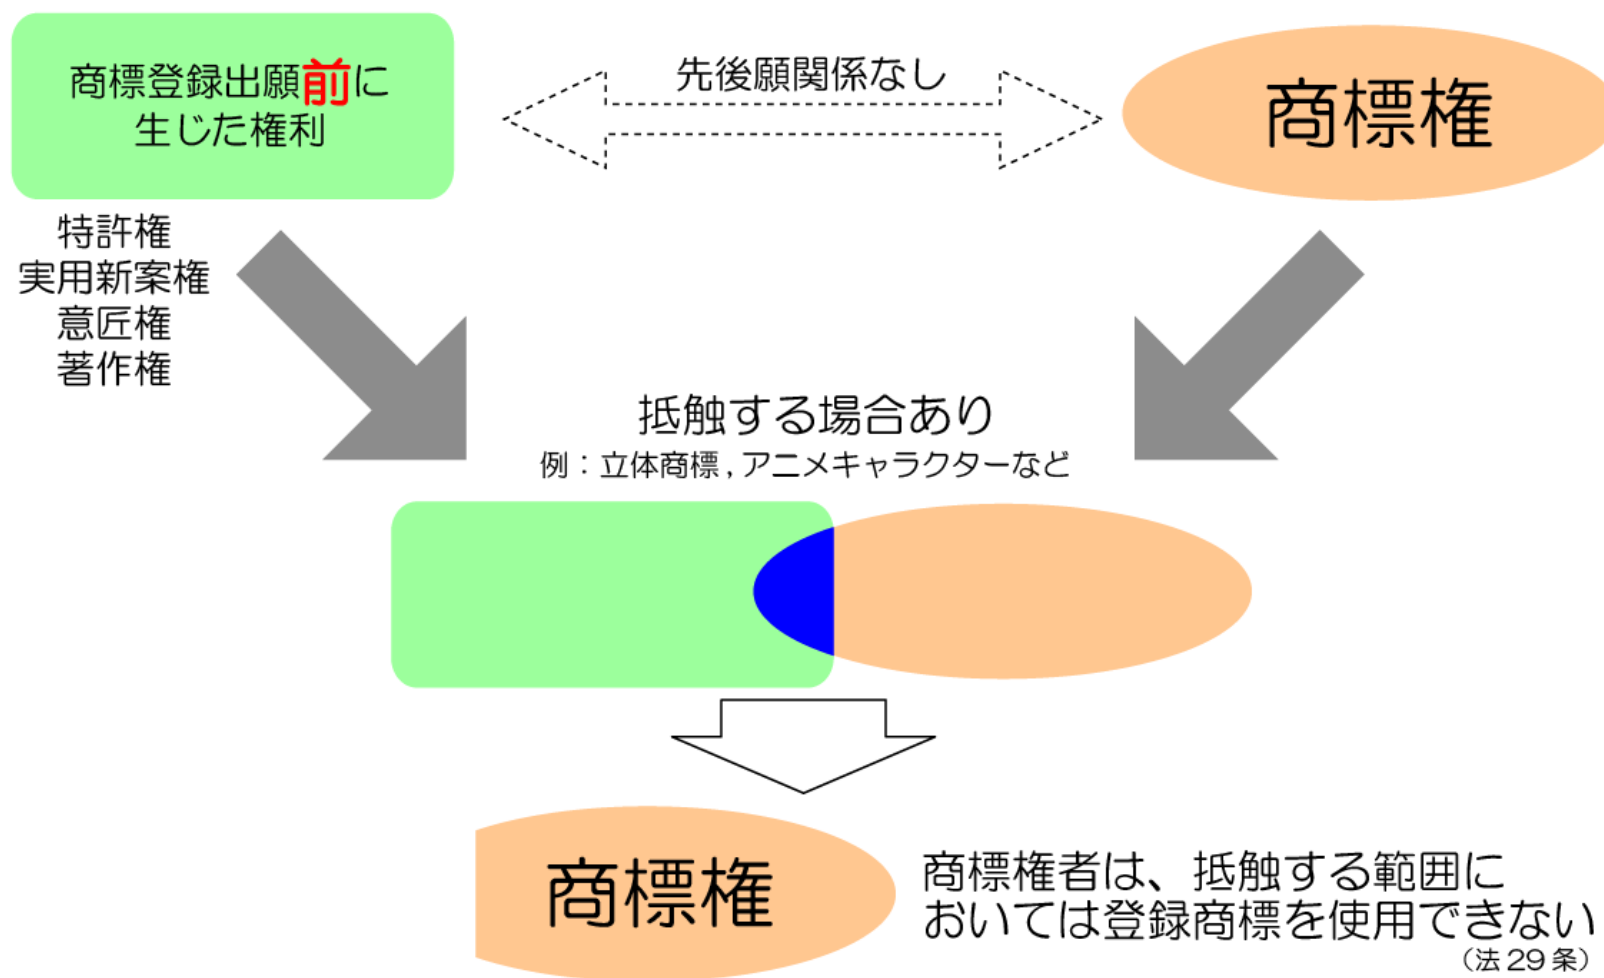 商標登録出願前に
生じた権利
先後願関係なし
商標権
特許権
実用新案権
意匠権
著作権
抵触する場合あり
例：立体商標，アニメキャラクターなど
商標権
商標権者は、抵触する範囲に
おいては登録商標を使用できない
（法29条）